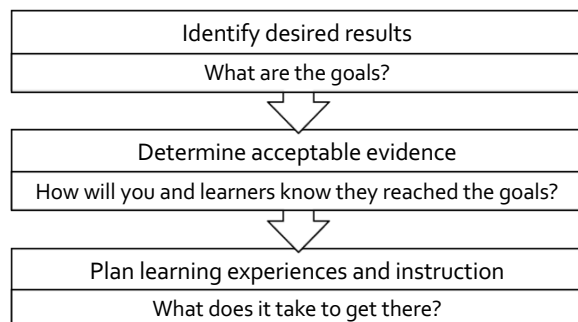 Identify desired results
What are the goals?
Determine acceptable evidence
How will you and learners know they reached the goals?
Plan learning experiences and instruction
What does it take to get there?